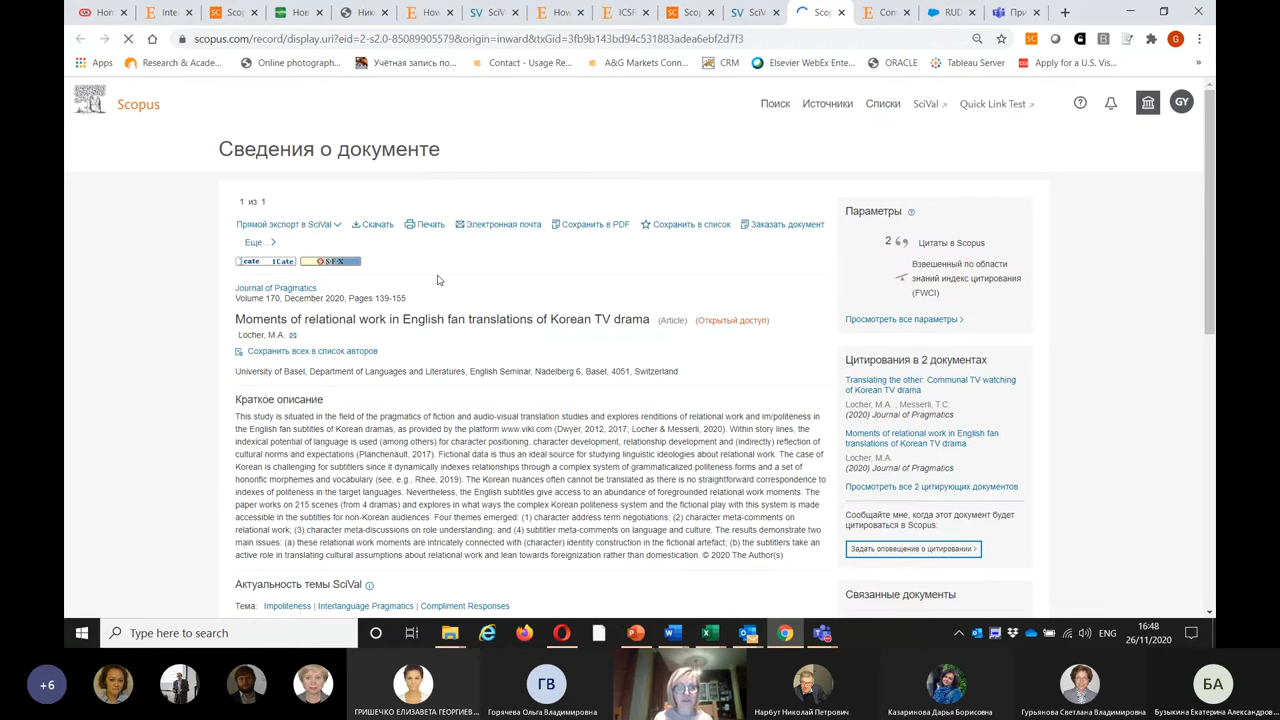 Hom
Inte
Scop
Нов
Ник
How
SciV
How
ICSF
Scop
SciV
Scop
Con
RUD
При
scopus.com/record/display.uri?eid=2-s2.0-85089905579&origin=inward&txGid=3fb9b143bd94c531883adea6ebf2d7f3
Apps
Research & Acade...
Online photograph...
Учётная запись по...
Contact - Usage Re...
A&G Markets Conn...
CRM
Elsevier WebEx Ente...
ORACLE
Tableau Server
Apply for a U.S. Vis...
Scopus
Поиск
Источники
Списки
SciVal
Quick Link Test
GY
Сведения о документе
1 из 1
Прямой экспорт в SciVal
Скачать
Печать
Электронная почта
Сохранить в PDF
Сохранить в список
Заказать документ
Еще...
1Cate
S·F·X
Journal of Pragmatics
Volume 170, December 2020, Pages 139-155
Moments of relational work in English fan translations of Korean TV drama (Article) (Открытый доступ)
Locher, M.A.
Сохранить всех в список авторов
University of Basel, Department of Languages and Literatures, English Seminar, Nadelberg 6, Basel, 4051, Switzerland
Краткое описание
This study is situated in the field of the pragmatics of fiction and audio-visual translation studies and explores renditions of relational work and im/politeness in
the English fan subtitles of Korean dramas, as provided by the platform www.viki.com (Dwyer, 2012, 2017; Locher & Messerli, 2020). Within story lines, the
indexical potential of language is used (among others) for character positioning, character development, relationship development and (indirectly) reflection of
cultural norms and expectations (Planchenault, 2017). Fictional data is thus an ideal source for studying linguistic ideologies about relational work. The case of
Korean is challenging for subtitlers since it dynamically indexes relationships through a complex system of grammaticalized politeness forms and a set of
honorific morphemes and vocabulary (see, e.g., Rhee, 2019). The Korean nuances often cannot be translated as there is no straightforward correspondence to
indexes of politeness in the target languages. Nevertheless, the English subtitles give access to an abundance of foregrounded relational work moments. The
paper works on 215 scenes (from 4 dramas) and explores in what ways the complex Korean politeness system and the fictional play with this system is made
accessible in the subtitles for non-Korean audiences. Four themes emerged: (1) character address term negotiations; (2) character meta-comments on
relational work; (3) character meta-discussions on role understanding; and (4) subtitler meta-comments on language and culture. The results demonstrate two
main issues: (a) these relational work moments are intricately connected with (character) identity construction in the fictional artefact; (b) the subtitlers take an
active role in translating cultural assumptions about relational work and lean towards foreignization rather than domestication. © 2020 The Author(s)
Актуальность темы SciVal
Тема: Impoliteness | Interlanguage Pragmatics | Compliment Responses
Параметры
2 Цитаты в Scopus
Взвешенный по области
знаний индекс цитирования
(FWCI)
Просмотреть все параметры
Цитирования в 2 документах
Translating the other: Communal TV watching
of Korean TV drama
Locher, M.A. , Messerli, T.C.
(2020) Journal of Pragmatics
Moments of relational work in English fan
translations of Korean TV drama
Locher, M.A.
(2020) Journal of Pragmatics
Просмотреть все 2 цитирующих документов
Сообщайте мне, когда этот документ будет
цитироваться в Scopus:
Задать оповещение о цитировании
Связанные документы
Type here to search
ENG
16:48
26/11/2020
+6
ГРИШЕЧКО ЕЛИЗАВЕТА ГЕОРГИЕВ...
ГВ
Горячева Ольга Владимировна
Нарбут Николай Петрович
Казаринова Дарья Борисовна
Гурьянова Светлана Владимировна
БА
Бузыкина Екатерина Александров...